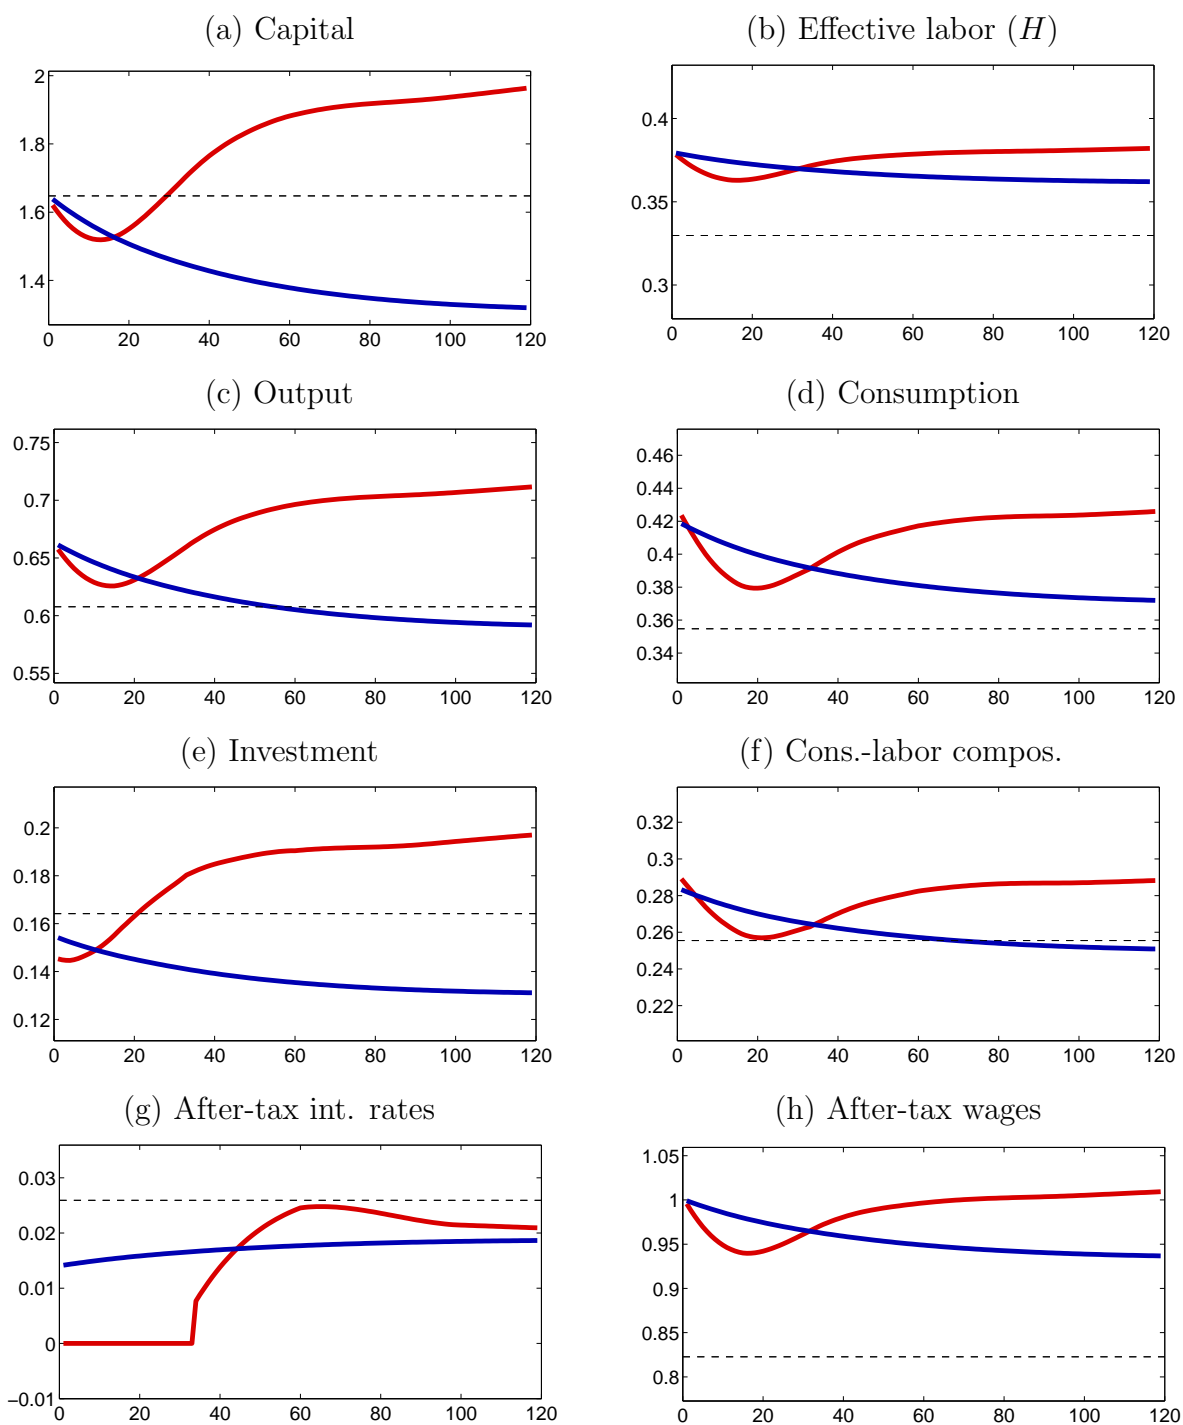 (a) Capital
(b) Effective labor (H)
2
1.8
1.6
1.4
0 20 40 60 80 100 120
0.4
0.35
0.3
0 20 40 60 80 100 120
(c) Output
(d) Consumption
0.75
0.7
0.65
0.6
0.55
0 20 40 60 80 100 120
0.46
0.44
0.42
0.4
0.38
0.36
0.34
0 20 40 60 80 100 120
(e) Investment
(f) Cons.-labor compos.
0.2
0.18
0.16
0.14
0.12
0 20 40 60 80 100 120
0.32
0.3
0.28
0.26
0.24
0.22
0 20 40 60 80 100 120
(g) After-tax int. rates
(h) After-tax wages
0.03
0.02
0.01
0
−0.01
0 20 40 60 80 100 120
1.05
1
0.95
0.9
0.85
0.8
0 20 40 60 80 100 120